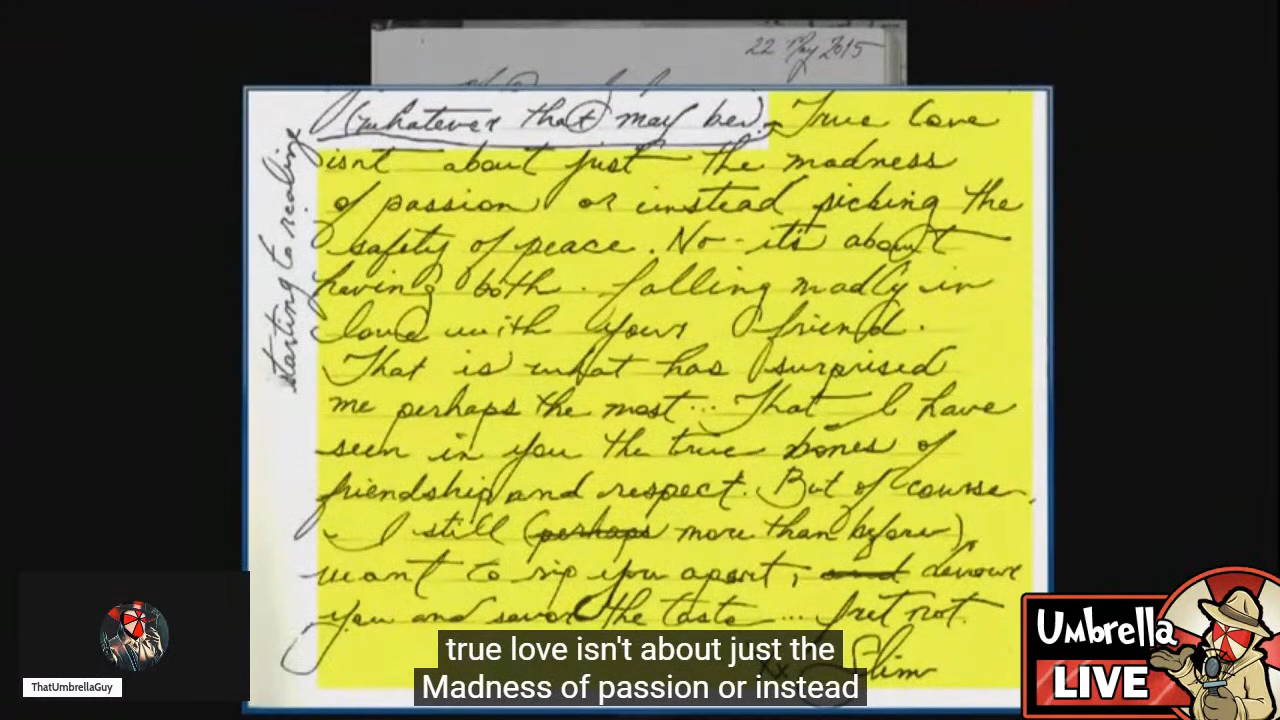 22 May 2015
(whatever that may be). True love
isnt about just the madness
of passion or instead picking the
safety of peace. No - it's about
having both. falling madly in
love with your friend.
That is what has surprised
me perhaps the most... That I have
seen in you the true bones of
friendship and respect. But of course,
I still (perhaps more than before)
want to rip you apart, and devour
you and savor the taste... but not
xx Slim
starting to realize
true love isn't about just the
Madness of passion or instead
ThatUmbrellaGuy
UMbrella
LIVE